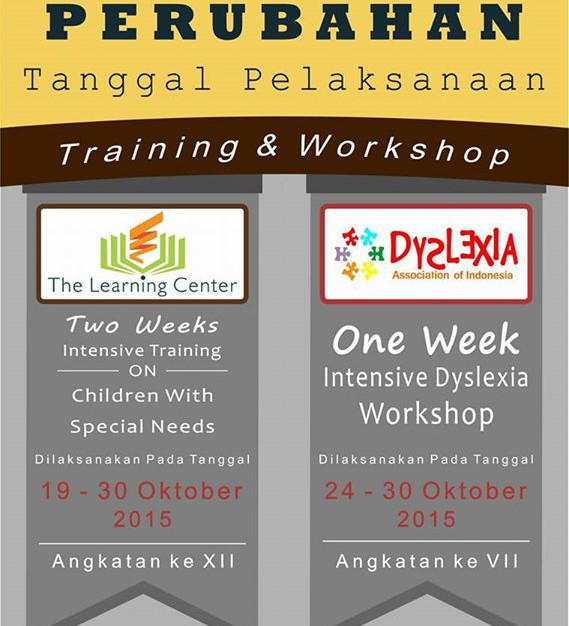 PERUBAHAN
Tanggal Pelaksanaan
Training & Workshop
The Learning Center
Two Weeks
Intensive Training
ON
Children With
Special Needs
Dilaksanakan Pada Tanggal
19 - 30 Oktober
2015
Angkatan ke XII
DYSLEXIA
Association of Indonesia
One Week
Intensive Dyslexia
Workshop
Dilaksanakan Pada Tanggal
24 - 30 Oktober
2015
Angkatan ke VII